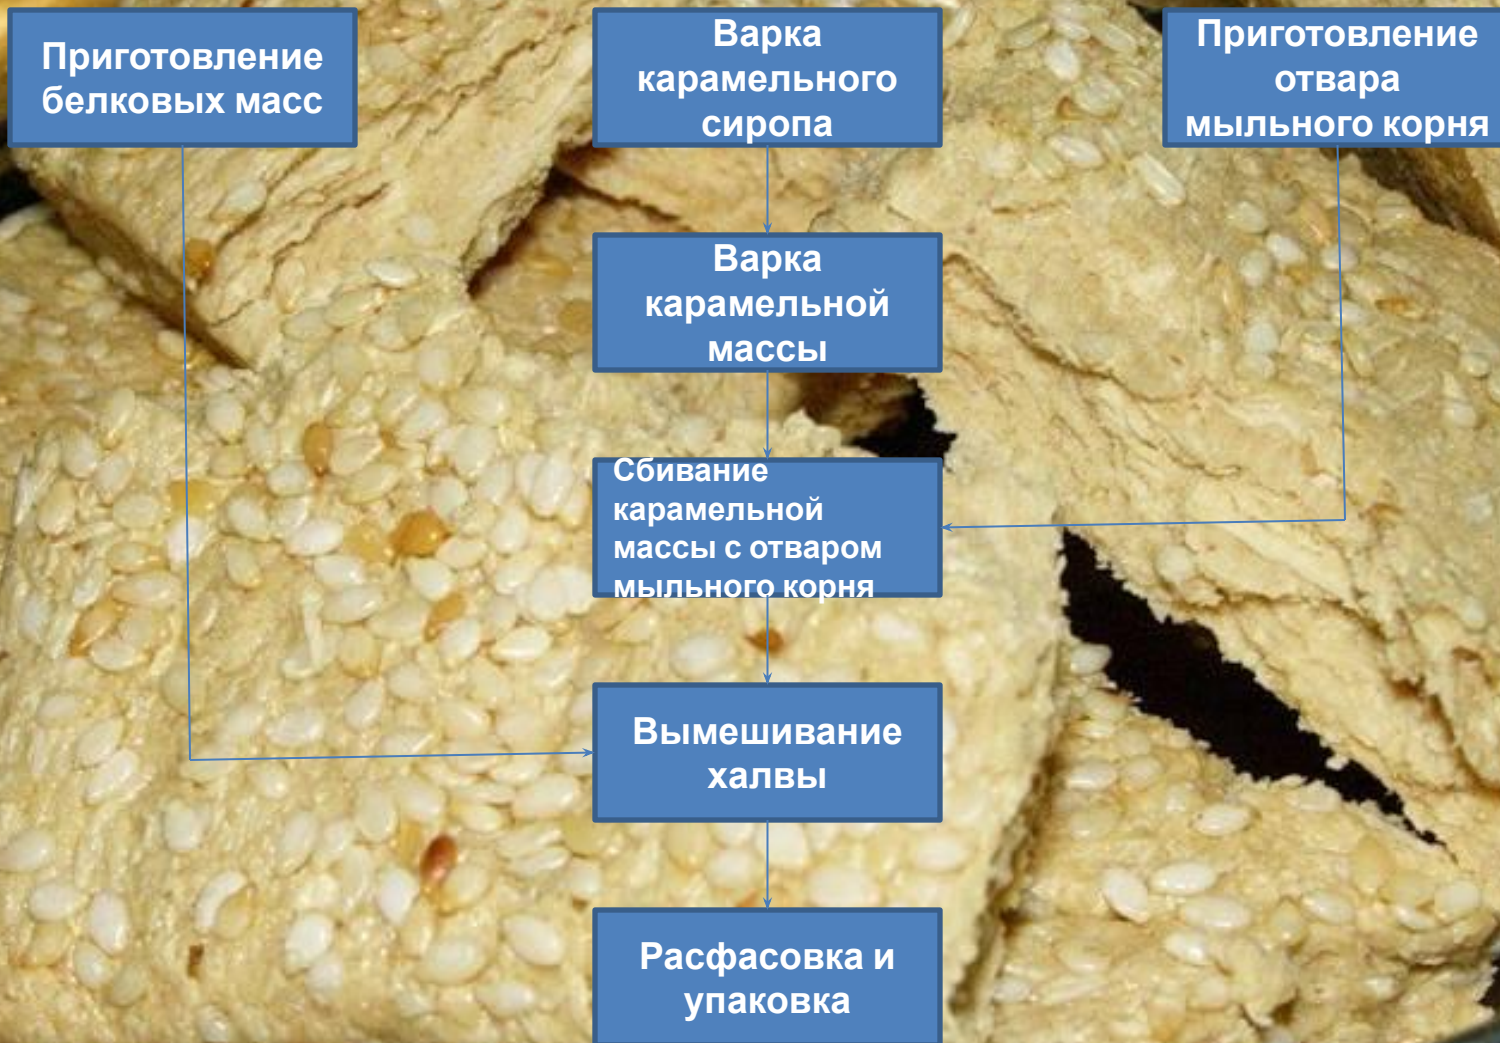 Приготовление
белковых масс
Варка
карамельного
сиропа
Приготовление
отвара
мыльного корня
Варка
карамельной
массы
Сбивание
карамельной
массы с отваром
мыльного корня
Вымешивание
халвы
Расфасовка и
упаковка